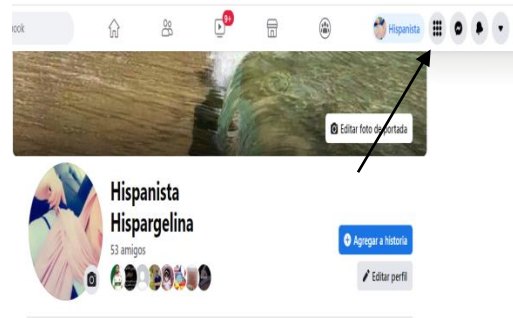 ook
9+
Hispanista
Editar foto de portada
Hispanista
Hispargelina
53 amigos
Agregar a historia
Editar perfil